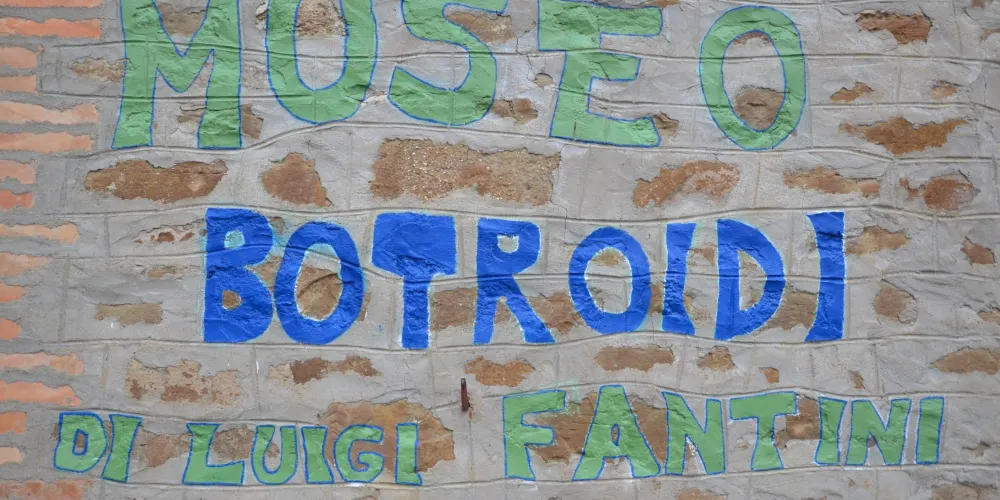 MUSEO
BOTROIDI
DI LUIGI FANTINI